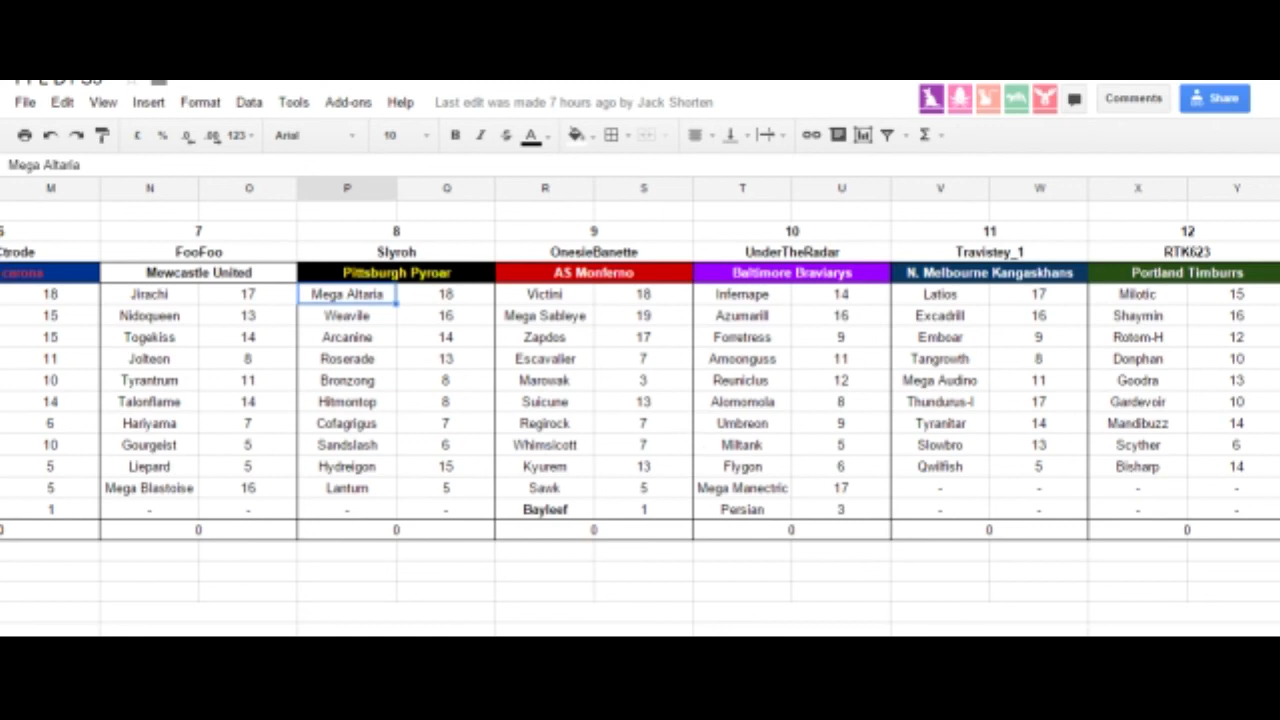 File Edit View Insert Format Data Tools Add-ons Help Last edit was made 7 hours ago by Jack Shorten Comments Share
£ % .0 .00 123 Arial 10 B I S A Σ
Mega Altaria
M N O P Q R S T U V W X Y
7 8 9 10 11 12
FooFoo Slyroh OnesieBanette UnderTheRadar Travistey_1 RTK623
Mewcastle United Pittsburgh Pyroar AS Monferno Baltimore Braviarys N. Melbourne Kangaskhans Portland Timburrs
18 Jirachi 17 Mega Altaria 18 Victini 18 Infernape 14 Latios 17 Milotic 15
15 Nidoqueen 13 Weavile 16 Mega Sableye 19 Azumarill 16 Excadrill 16 Shaymin 16
15 Togekiss 14 Arcanine 14 Zapdos 17 Forretress 9 Emboar 9 Rotom-H 12
11 Jolteon 8 Roserade 13 Escavalier 7 Amoonguss 11 Tangrowth 8 Donphan 10
10 Tyrantrum 11 Bronzong 8 Marowak 3 Reuniclus 12 Mega Audino 11 Goodra 13
14 Talonflame 14 Hitmontop 8 Suicune 13 Alomomola 8 Thundurus-I 17 Gardevoir 10
6 Hariyama 7 Cofagrigus 7 Regirock 7 Umbreon 9 Tyranitar 14 Mandibuzz 14
10 Gourgeist 5 Sandslash 6 Whimsicott 7 Miltank 5 Slowbro 13 Scyther 6
5 Liepard 5 Hydreigon 15 Kyurem 13 Flygon 6 Qwilfish 5 Bisharp 14
5 Mega Blastoise 16 Lanturn 5 Sawk 5 Mega Manectric 17 - - - -
1 - - - - Bayleef 1 Persian 3 - - - -
0 0 0 0 0 0